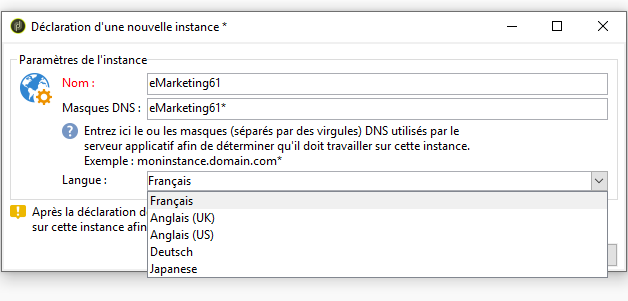 Déclaration d'une nouvelle instance *
Paramètres de l'instance
Nom :
eMarketing61
Masques DNS :
eMarketing61*
Entrez ici le ou les masques (séparés par des virgules) DNS utilisés par le
serveur applicatif afin de déterminer qu'il doit travailler sur cette instance.
Exemple : moninstance.domain.com*
Langue :
Français
Français
Anglais (UK)
Anglais (US)
Deutsch
Japanese
Après la déclaration d
sur cette instance afin